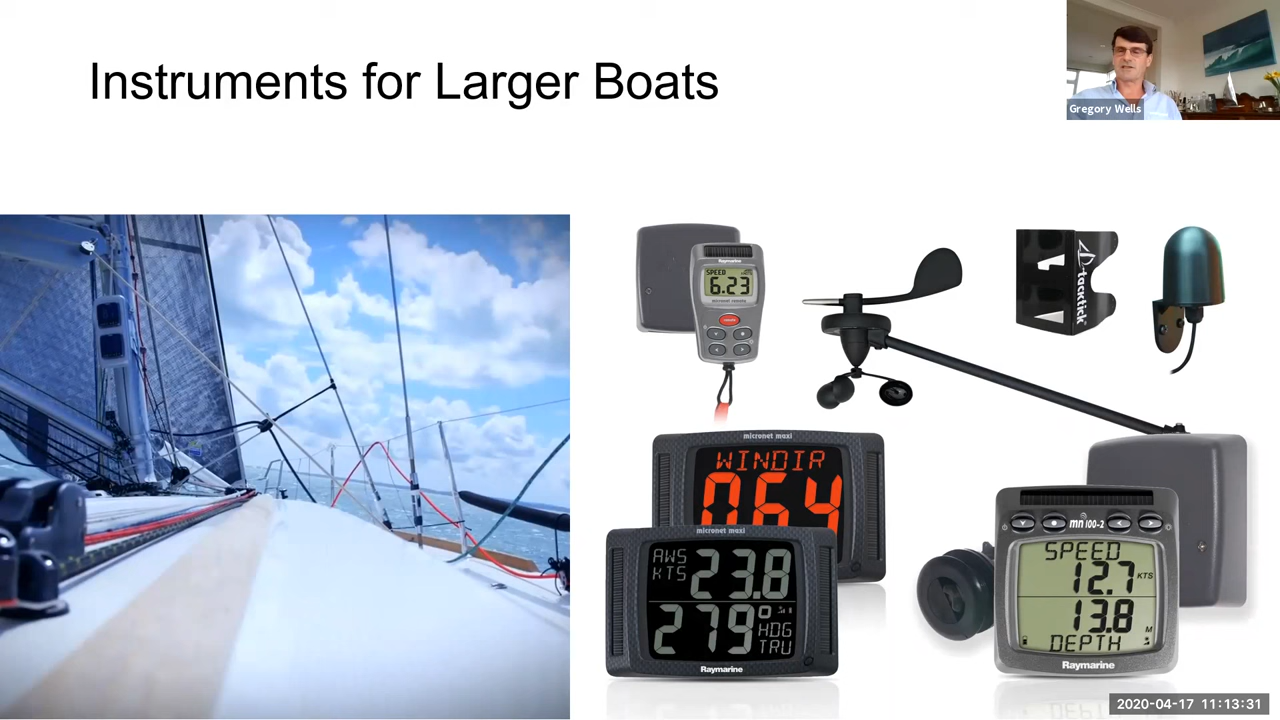 Instruments for Larger Boats
Gregory Wells
Raymarine
SPEED
6.23
micronet remote
tacktick
micronet maxi
WINDIR
064
micronet maxi
AWS
KTS
23.8
279°
HDG
TRU
Raymarine
mn100-2
SPEED
12.7 KTS
13.8 M
DEPTH
Raymarine
2020-04-17 11:13:31